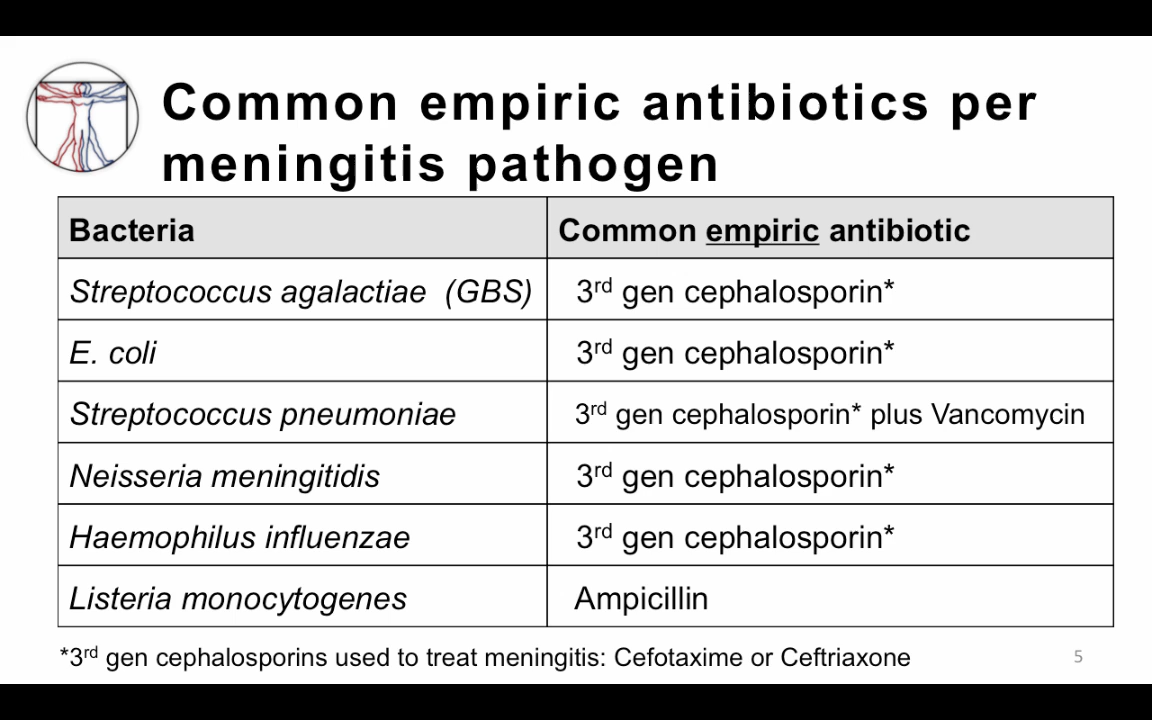 Common empiric antibiotics per
meningitis pathogen
Bacteria Common empiric antibiotic
Streptococcus agalactiae (GBS) 3rd gen cephalosporin*
E. coli 3rd gen cephalosporin*
Streptococcus pneumoniae 3rd gen cephalosporin* plus Vancomycin
Neisseria meningitidis 3rd gen cephalosporin*
Haemophilus influenzae 3rd gen cephalosporin*
Listeria monocytogenes Ampicillin
*3rd gen cephalosporins used to treat meningitis: Cefotaxime or Ceftriaxone
5